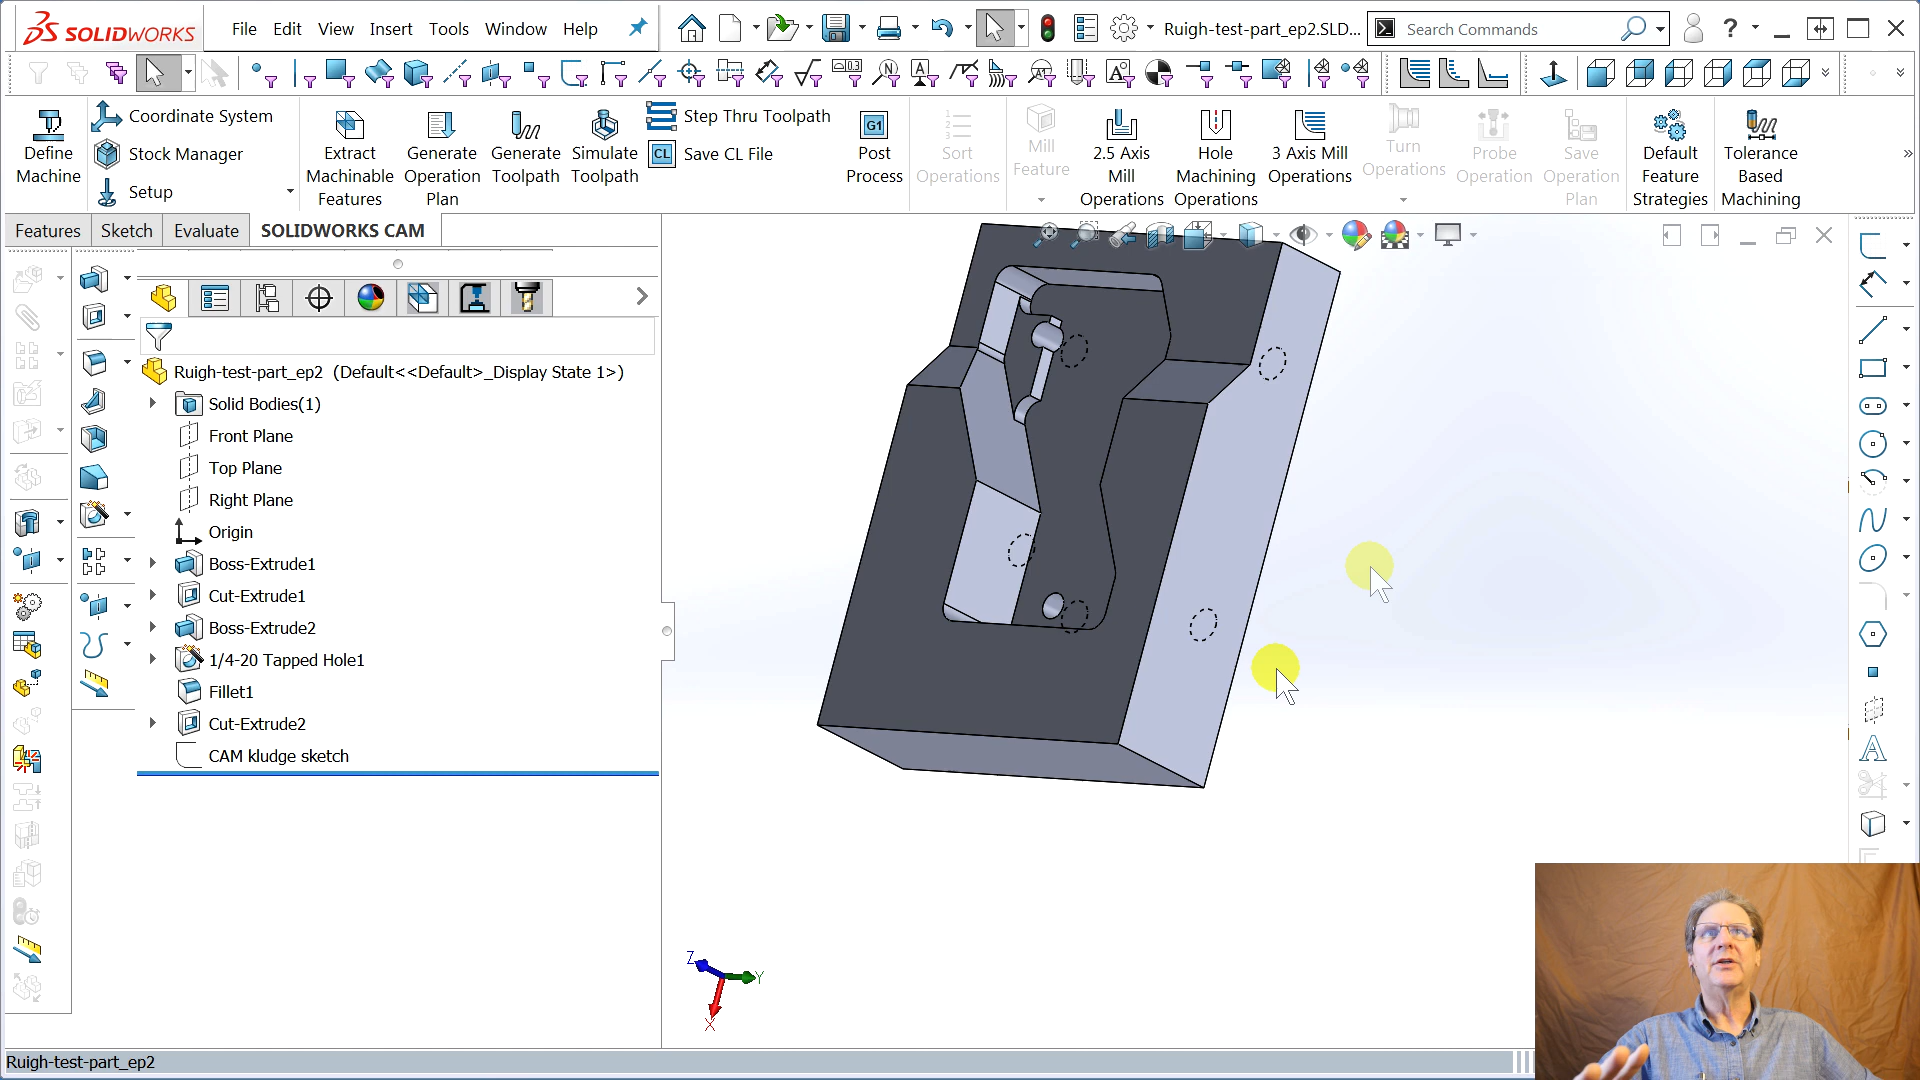 SOLIDWORKS
File Edit View Insert Tools Window Help
Ruigh-test-part_ep2.SLD...
Search Commands
Define Machine
Coordinate System
Stock Manager
Setup
Extract Machinable Features
Generate Operation Plan
Generate Toolpath
Simulate Toolpath
Step Thru Toolpath
CL Save CL File
G1 Post Process
Sort Operations
Mill Feature
2.5 Axis Mill Operations
Hole Machining Operations
3 Axis Mill Operations
Turn Operations
Probe Operation
Save Operation Plan
Default Feature Strategies
Tolerance Based Machining
Features Sketch Evaluate SOLIDWORKS CAM
Ruigh-test-part_ep2 (Default<<Default>_Display State 1>)
Solid Bodies(1)
Front Plane
Top Plane
Right Plane
Origin
Boss-Extrude1
Cut-Extrude1
Boss-Extrude2
1/4-20 Tapped Hole1
Fillet1
Cut-Extrude2
CAM kludge sketch
Z
Y
X
Ruigh-test-part_ep2